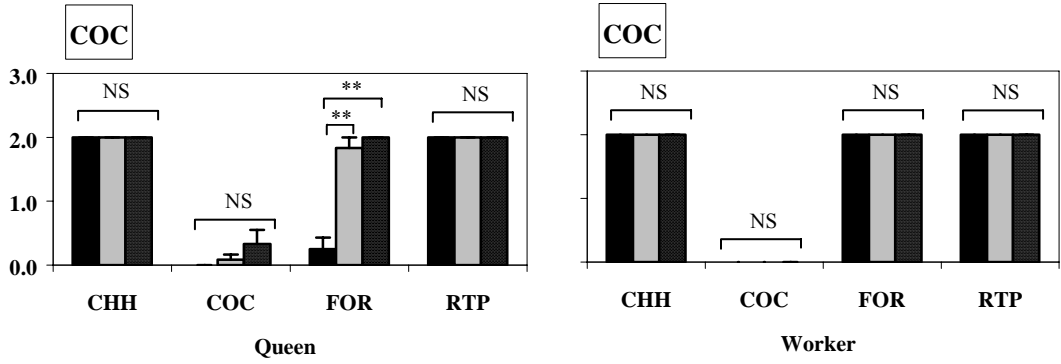 COC
3.0
2.0
1.0
0.0
NS
NS
**
**
NS
CHH COC FOR RTP
Queen
COC
NS
NS
NS
NS
CHH COC FOR RTP
Worker